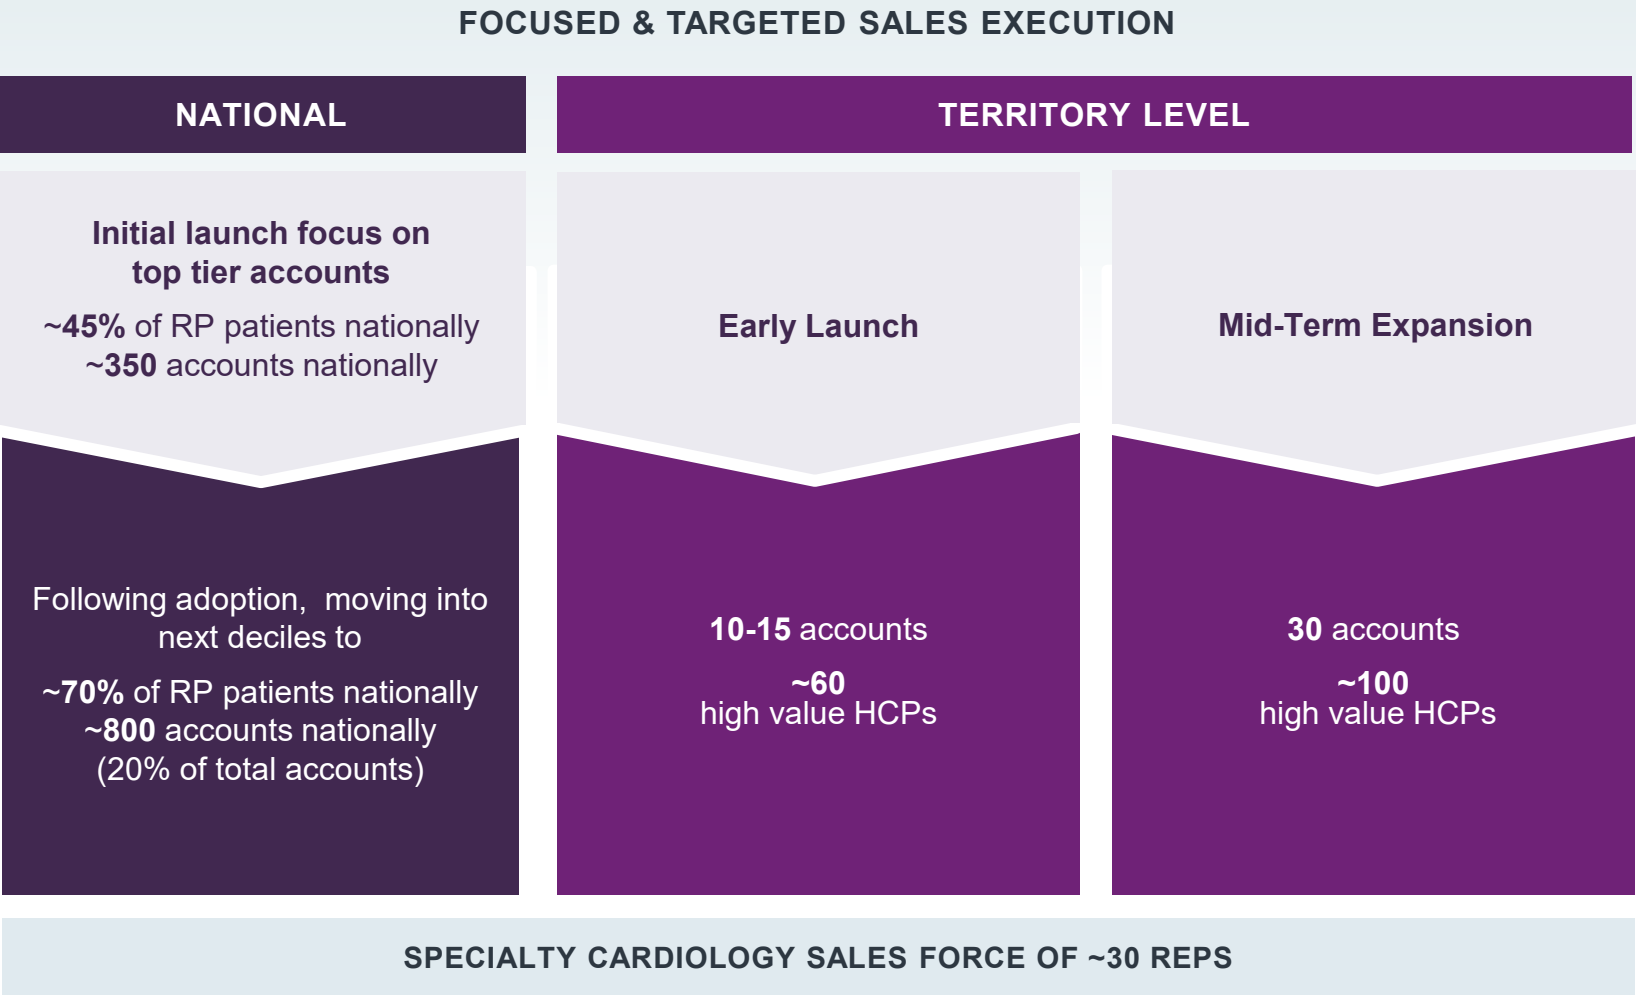 FOCUSED & TARGETED SALES EXECUTION
NATIONAL
Initial launch focus on
top tier accounts
~45% of RP patients nationally
~350 accounts nationally
Following adoption,  moving into
next deciles to
~70% of RP patients nationally
~800 accounts nationally
(20% of total accounts)
TERRITORY LEVEL
Early Launch
10-15 accounts
~60
high value HCPs
Mid-Term Expansion
30 accounts
~100
high value HCPs
SPECIALTY CARDIOLOGY SALES FORCE OF ~30 REPS